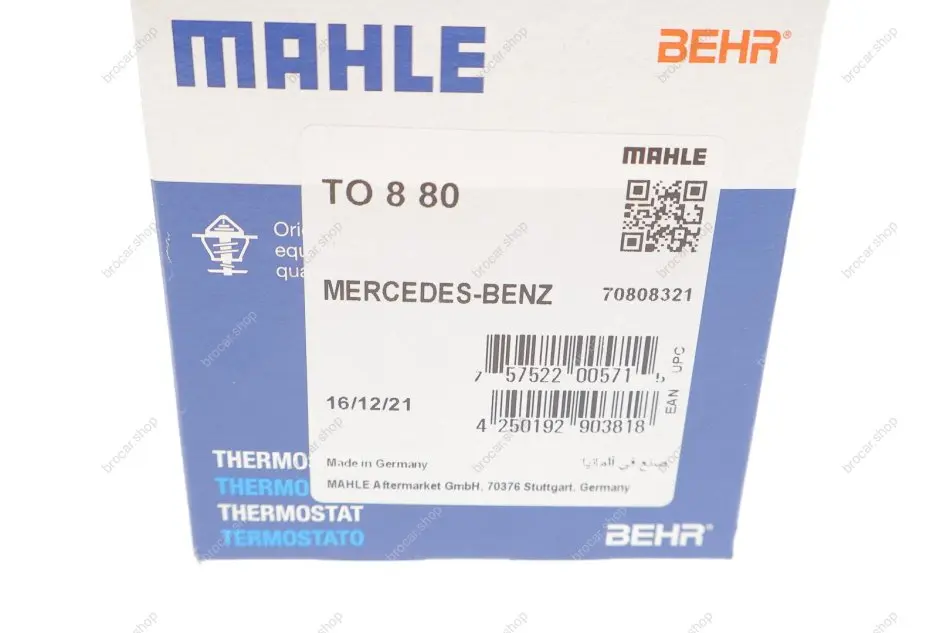 MAHLE
BEHR®
MAHLE
TO 8 80
Ori
equ
qua
MERCEDES-BENZ 70808321
7 57522 00571 5
UPC
16/12/21
4 250192 903818
EAN
THERMOS
Made in Germany
صنع في ألمانيا
THERMO
MAHLE Aftermarket GmbH, 70376 Stuttgart, Germany
THERMOSTAT
TERMOSTATO
BEHR®
brocar.shop